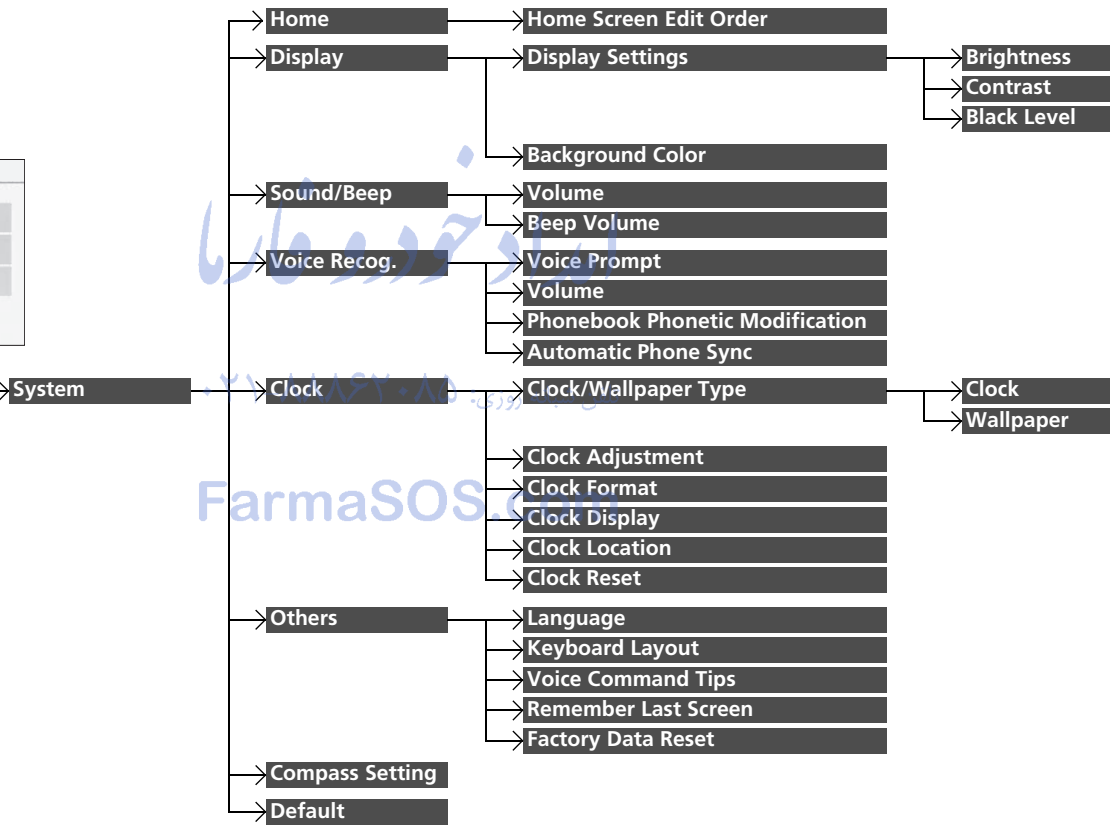 Home
Home Screen Edit Order
Display
Display Settings
Brightness
Contrast
Black Level
Background Color
Sound/Beep
Volume
Beep Volume
امداد خودرو فارما
Voice Recog.
Voice Prompt
Volume
Phonebook Phonetic Modification
Automatic Phone Sync
System
Clock
Clock/Wallpaper Type
Clock
Wallpaper
Clock Adjustment
Clock Format
Clock Display
Clock Location
Clock Reset
FarmaSOS.com
Others
Language
Keyboard Layout
Voice Command Tips
Remember Last Screen
Factory Data Reset
Compass Setting
Default